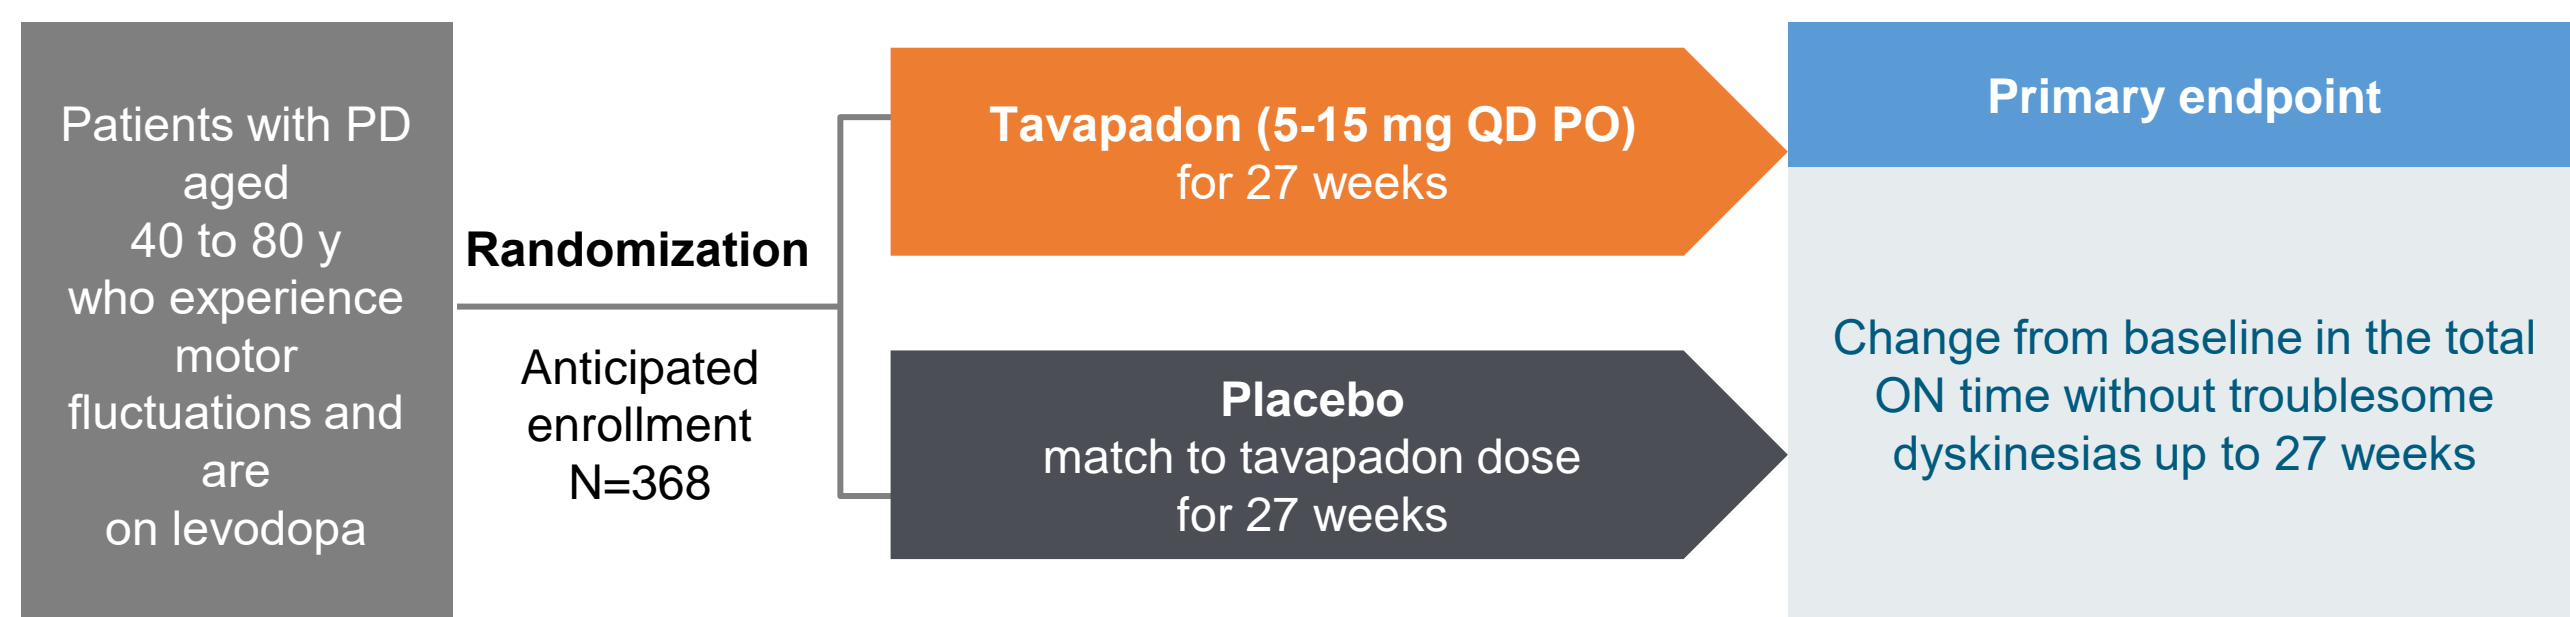 Patients with PD
aged
40 to 80 y
who experience
motor
fluctuations and
are
on levodopa
Randomization
Anticipated
enrollment
N=368
Tavapadon (5-15 mg QD PO)
for 27 weeks
Placebo
match to tavapadon dose
for 27 weeks
Primary endpoint
Change from baseline in the total
ON time without troublesome
dyskinesias up to 27 weeks